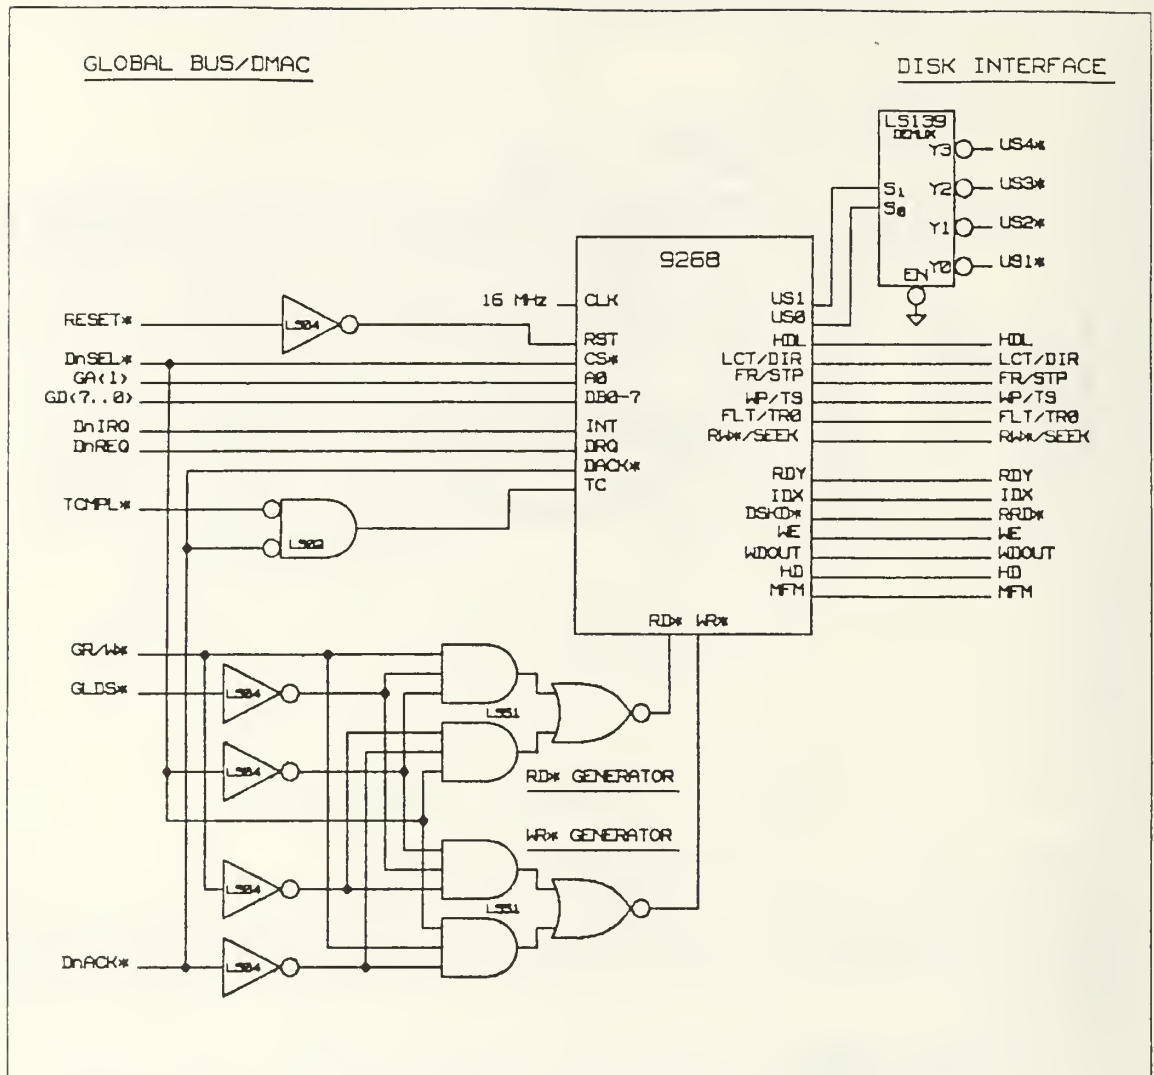 GLOBAL BUS/DMAC
DISK INTERFACE
LS139
DEMUX
Y3
US4*
S1
Y2
US3*
S0
Y1
US2*
EN
Y0
US1*
9268
16 MHz
CLK
US1
US0
RESET*
LS04
RST
HDL
HDL
DnSEL*
CS*
LCT/DIR
LCT/DIR
GA(1)
A0
FR/STP
FR/STP
GD(7..0)
DB0-7
WP/TS
WP/TS
FLT/TR0
FLT/TR0
DnIRQ
INT
RW*/SEEK
RW*/SEEK
DnREQ
DRQ
DACK*
RDY
RDY
TC
IDX
IDX
TCMPL*
LS02
DSKD*
RRD*
WE
WE
WDOUT
WDOUT
HD
HD
MFM
MFM
RD* WR*
GR/W*
GLDS*
LS04
LS51
LS04
RD* GENERATOR
WR* GENERATOR
LS04
LS51
DnACK*
LS04